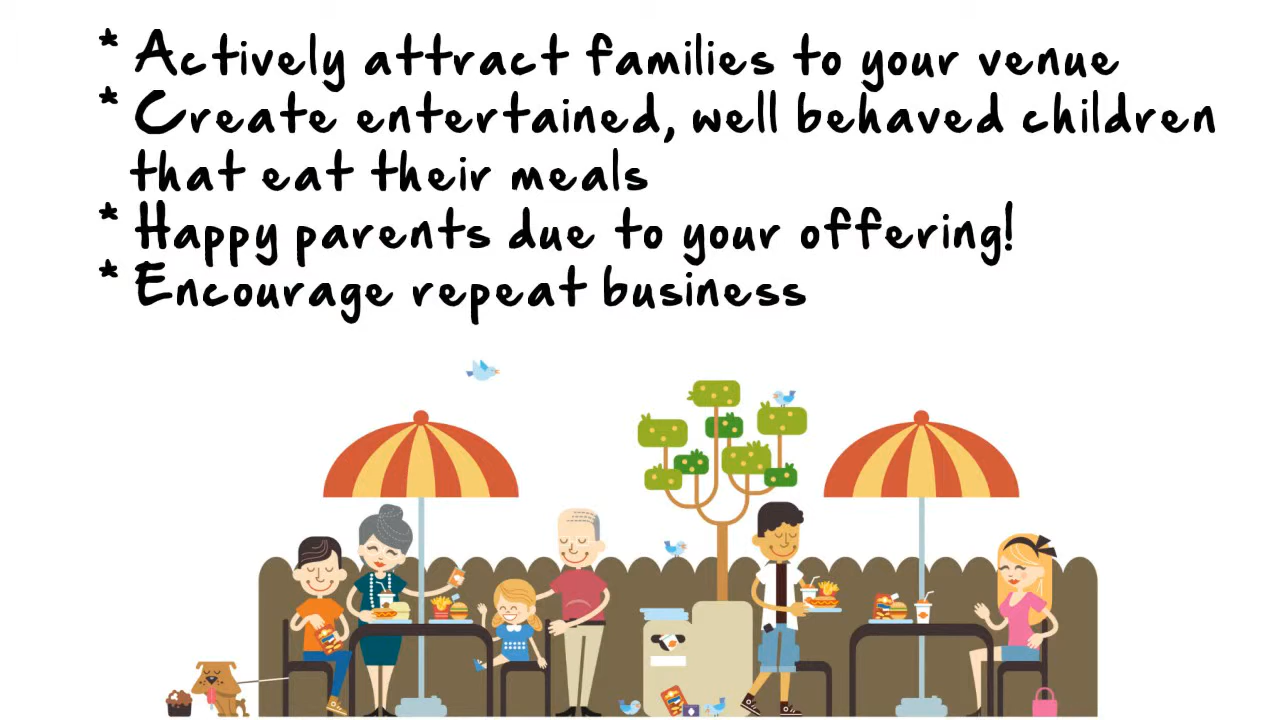 * Actively attract families to your venue
* Create entertained, well behaved children
that eat their meals
* Happy parents due to your offering!
* Encourage repeat business